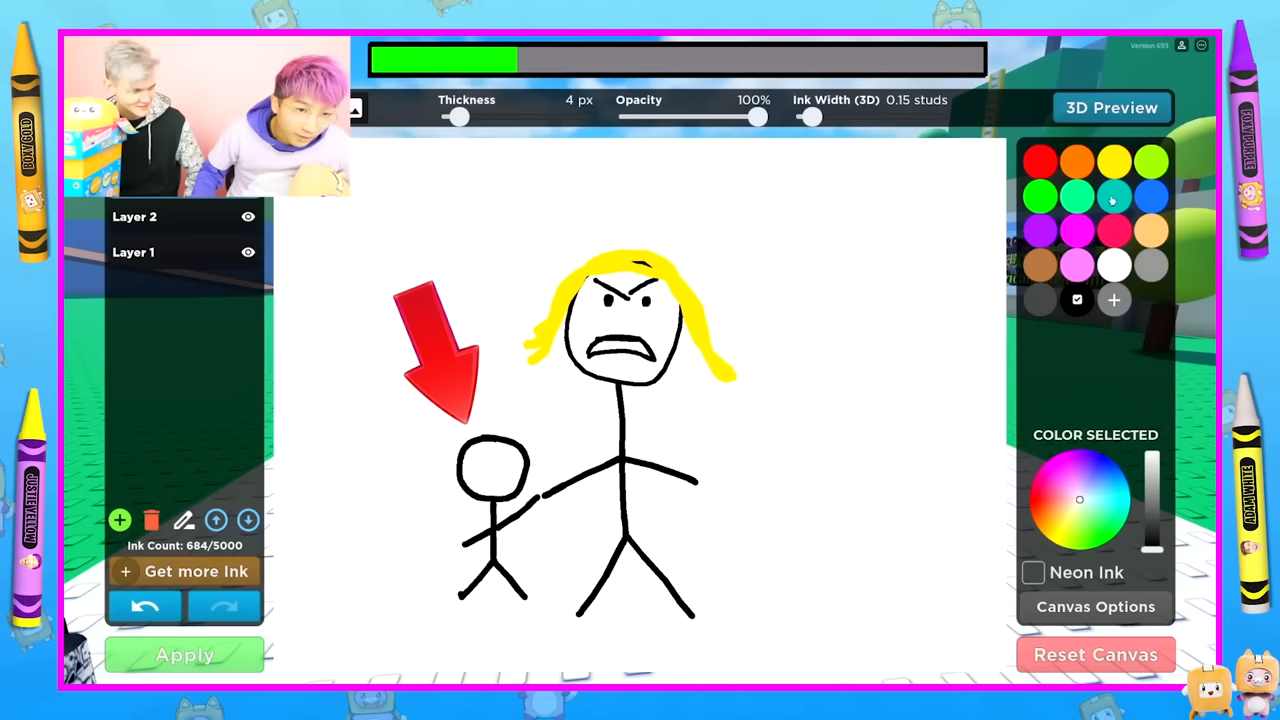 Version 693
Thickness 4 px Opacity 100% Ink Width (3D) 0.15 studs
3D Preview
Layer 2
Layer 1
COLOR SELECTED
Ink Count: 684/5000
+ Get more Ink
Neon Ink
Canvas Options
Apply
Reset Canvas
BOXY GOLD
JUSTIE YELLOW
FOXY PURPLE
ADAM WHITE